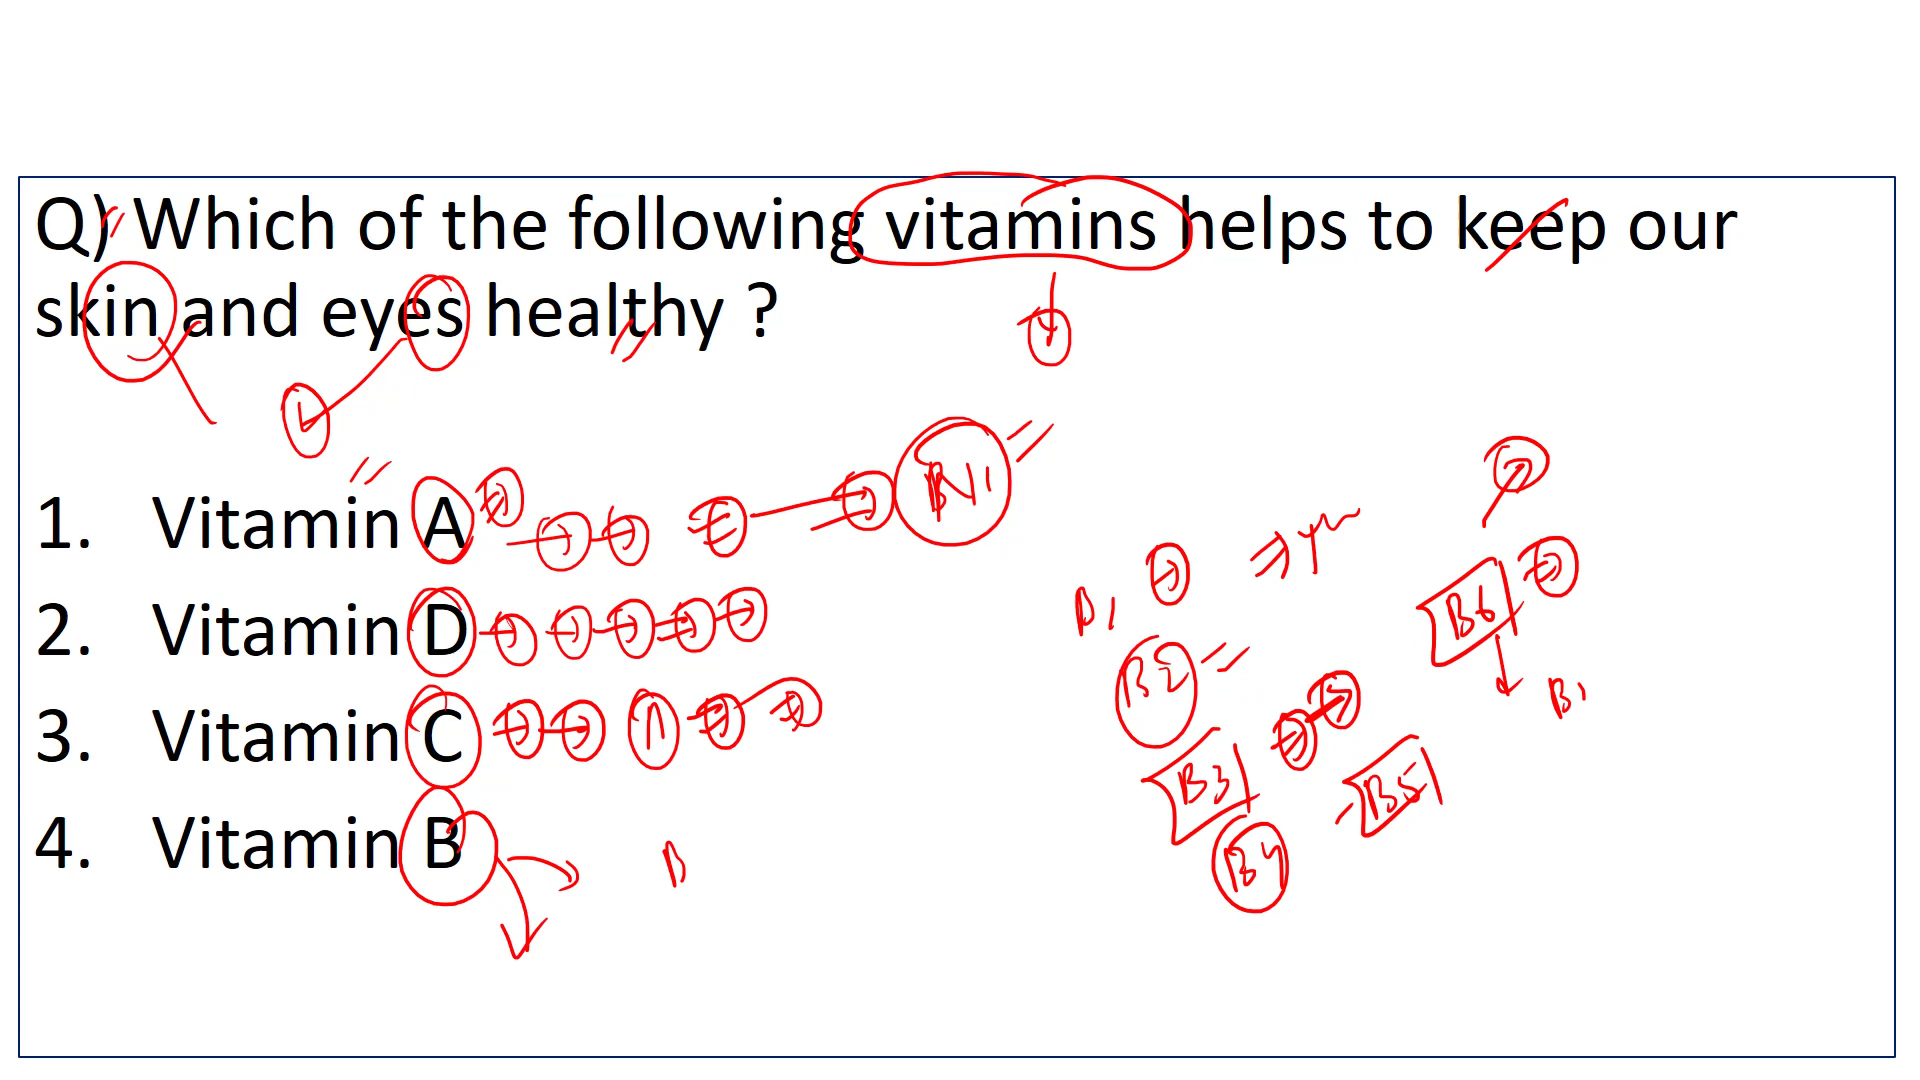 Q) Which of the following vitamins helps to keep our
skin and eyes healthy ?
1. Vitamin A
2. Vitamin D
3. Vitamin C
4. Vitamin B
B1
B2
B3
B4
B5
B6
B1